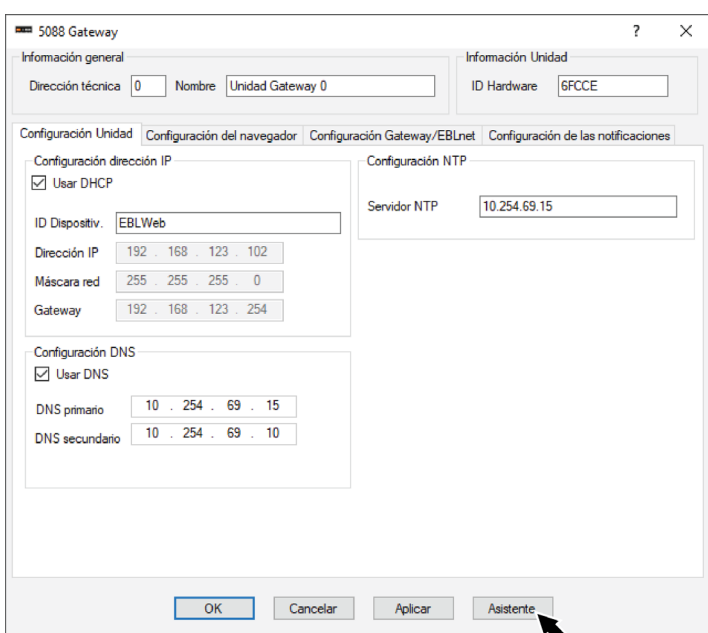 5088 Gateway ?
Información general
Dirección técnica 0 Nombre Unidad Gateway 0
Información Unidad
ID Hardware 6FCCE
Configuración Unidad Configuración del navegador Configuración Gateway/EBLnet Configuración de las notificaciones
Configuración dirección IP
Usar DHCP
ID Dispositiv. EBLWeb
Dirección IP 192 . 168 . 123 . 102
Máscara red 255 . 255 . 255 . 0
Gateway 192 . 168 . 123 . 254
Configuración DNS
Usar DNS
DNS primario 10 . 254 . 69 . 15
DNS secundario 10 . 254 . 69 . 10
Configuración NTP
Servidor NTP 10.254.69.15
OK Cancelar Aplicar Asistente